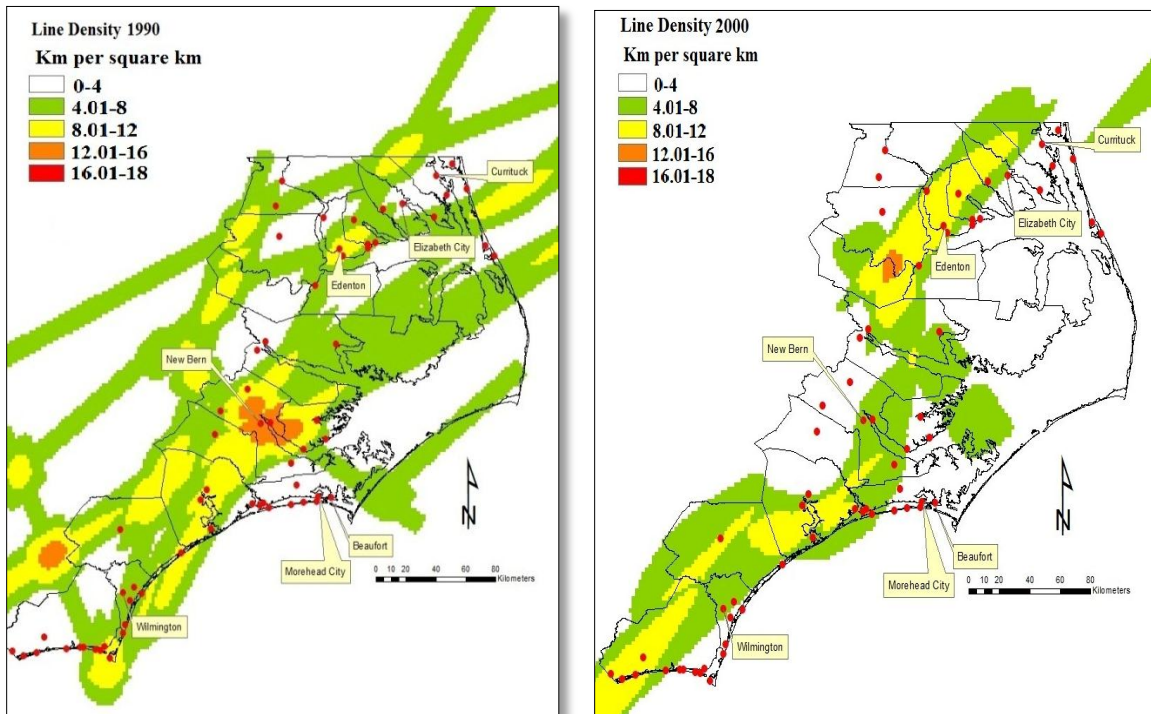 Line Density 1990
Km per square km
0-4
4.01-8
8.01-12
12.01-16
16.01-18
Currituck
Elizabeth City
Edenton
New Bern
N
Beaufort
Morehead City
0 10 20 40 60 80
Kilometers
Wilmington
Line Density 2000
Km per square km
0-4
4.01-8
8.01-12
12.01-16
16.01-18
Currituck
Elizabeth City
Edenton
New Bern
N
Beaufort
Morehead City
0 10 20 40 60 80
Kilometers
Wilmington